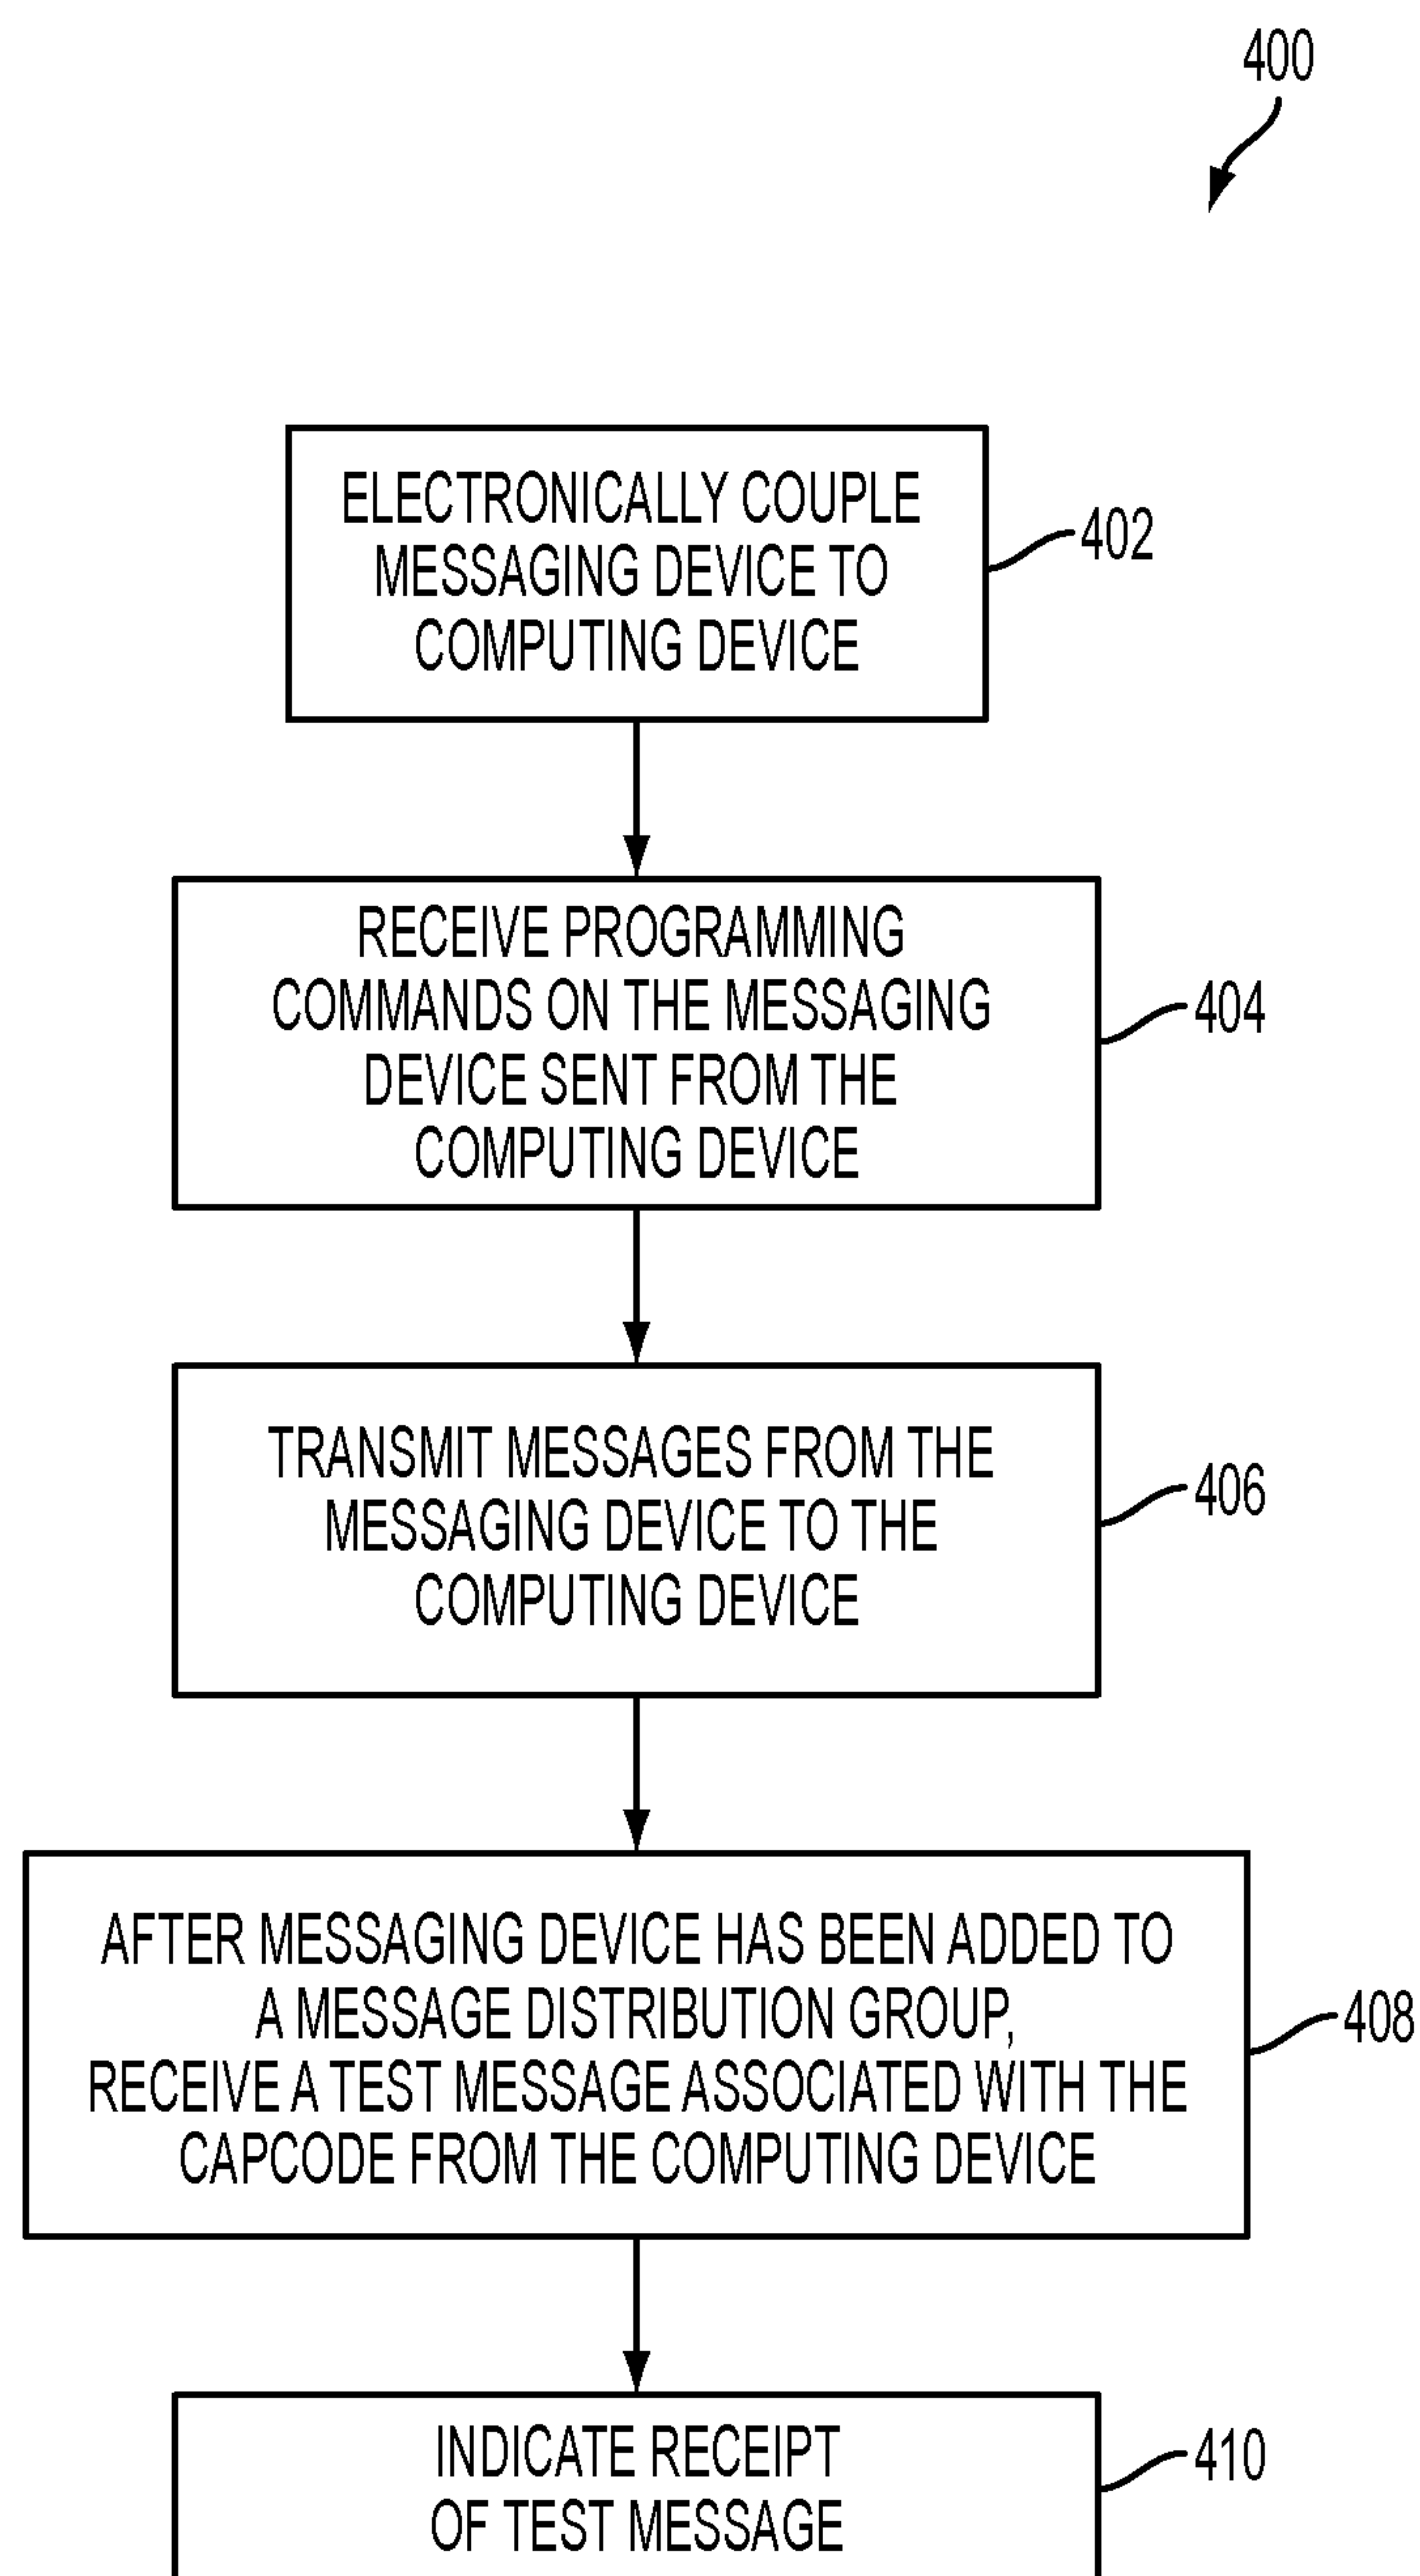 400
ELECTRONICALLY COUPLE
MESSAGING DEVICE TO
COMPUTING DEVICE
402
RECEIVE PROGRAMMING
COMMANDS ON THE MESSAGING
DEVICE SENT FROM THE
COMPUTING DEVICE
404
TRANSMIT MESSAGES FROM THE
MESSAGING DEVICE TO THE
COMPUTING DEVICE
406
AFTER MESSAGING DEVICE HAS BEEN ADDED TO
A MESSAGE DISTRIBUTION GROUP,
RECEIVE A TEST MESSAGE ASSOCIATED WITH THE
CAPCODE FROM THE COMPUTING DEVICE
408
INDICATE RECEIPT
OF TEST MESSAGE
410